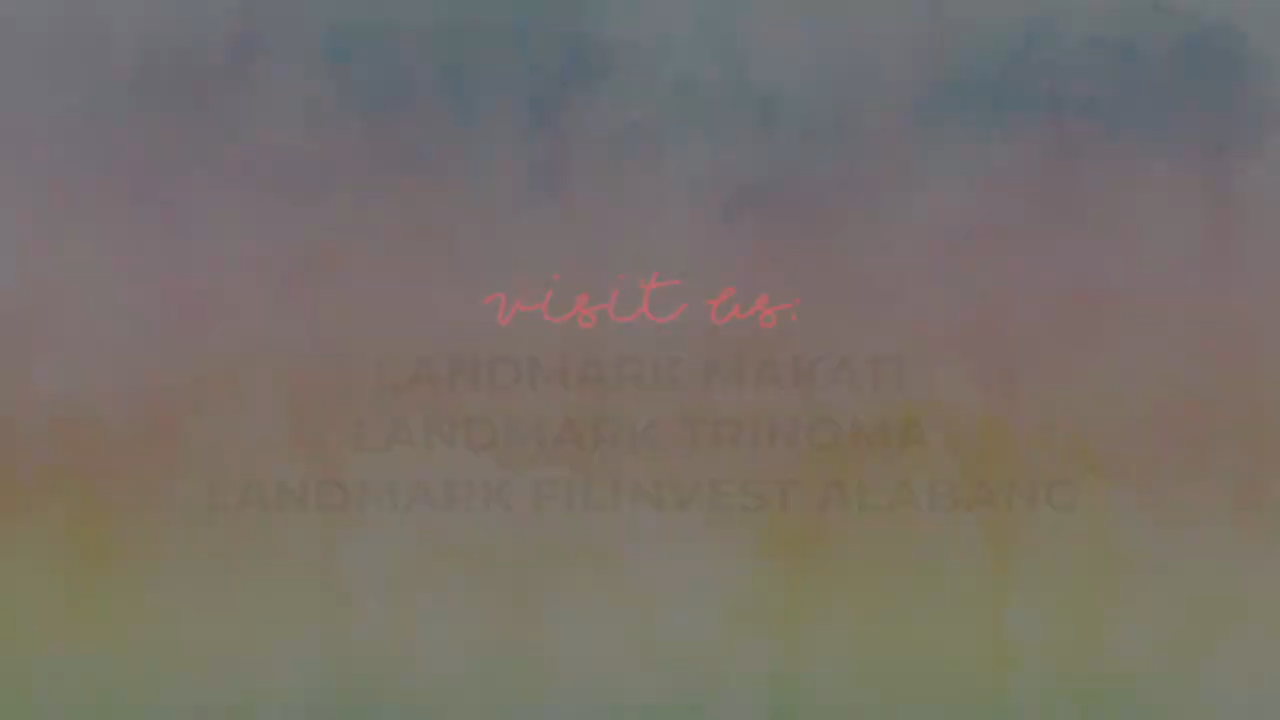 visit us:
LANDMARK MAKATI
LANDMARK TRINOMA
LANDMARK FILINVEST ALABANG